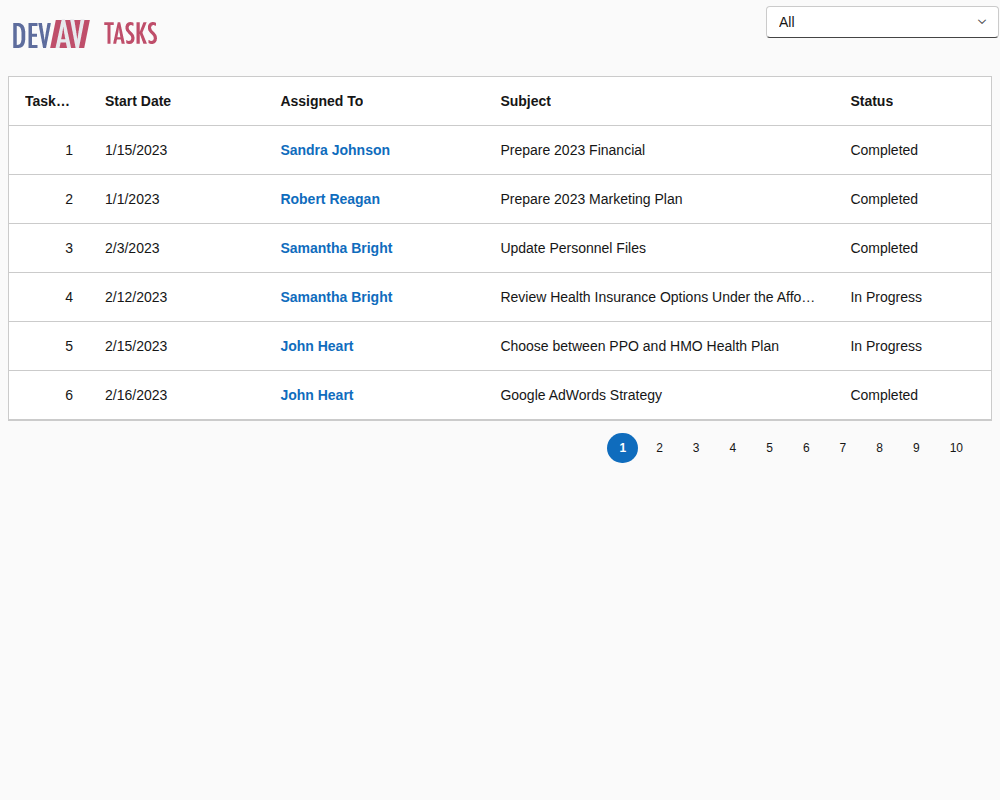 DEVAV TASKS
All
Task… Start Date Assigned To Subject Status
1 1/15/2023 Sandra Johnson Prepare 2023 Financial Completed
2 1/1/2023 Robert Reagan Prepare 2023 Marketing Plan Completed
3 2/3/2023 Samantha Bright Update Personnel Files Completed
4 2/12/2023 Samantha Bright Review Health Insurance Options Under the Affo… In Progress
5 2/15/2023 John Heart Choose between PPO and HMO Health Plan In Progress
6 2/16/2023 John Heart Google AdWords Strategy Completed
1 2 3 4 5 6 7 8 9 10